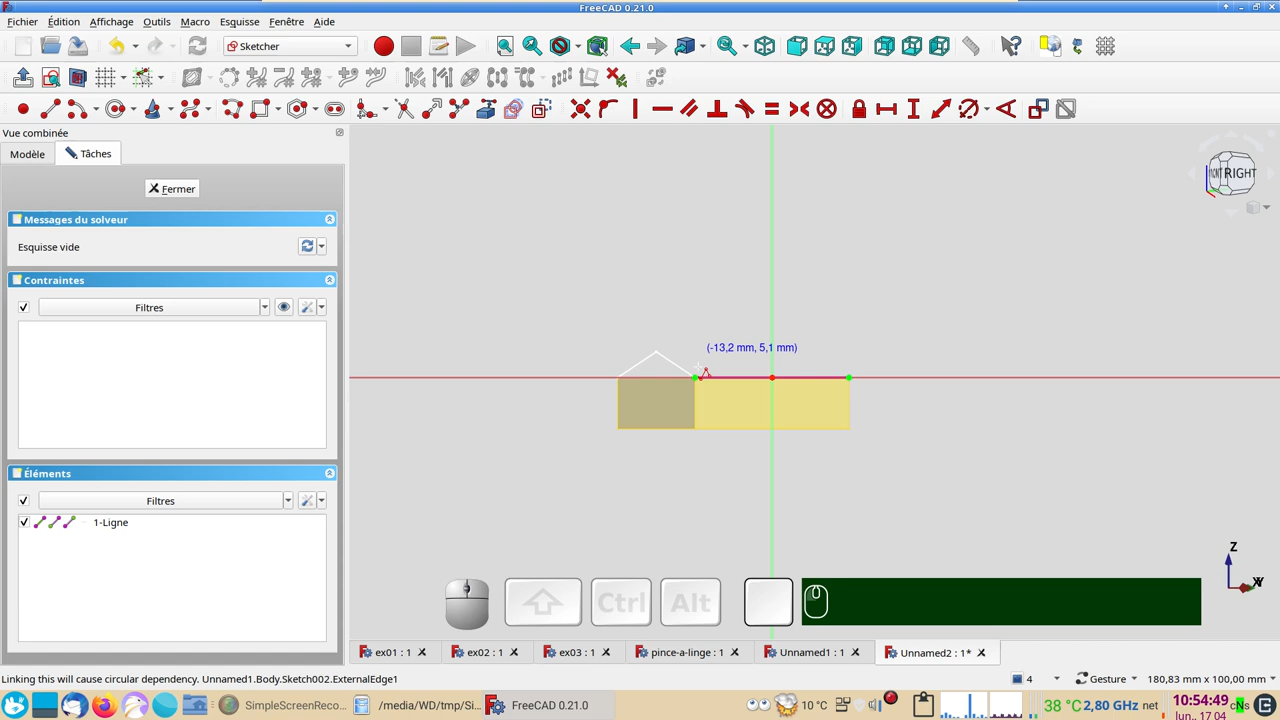 FreeCAD 0.21.0
Fichier Édition Affichage Outils Macro Esquisse Fenêtre Aide
Sketcher
Vue combinée
Modèle Tâches
Fermer
Messages du solveur
Esquisse vide
Contraintes
Filtres
Éléments
Filtres
1-Ligne
(-13,2 mm, 5,1 mm)
RIGHT
Z
Ctrl Alt
ex01 : 1 ex02 : 1 ex03 : 1 pince-a-linge : 1 Unnamed1 : 1 Unnamed2 : 1*
Linking this will cause circular dependency. Unnamed1.Body.Sketch002.ExternalEdge1
4 Gesture 180,83 mm x 100,00 mm
SimpleScreenReco... /media/WD/tmp/Si... FreeCAD 0.21.0
10 °C
38 °C 2,80 GHz net
10:54:49
lun., 17.04
cNs